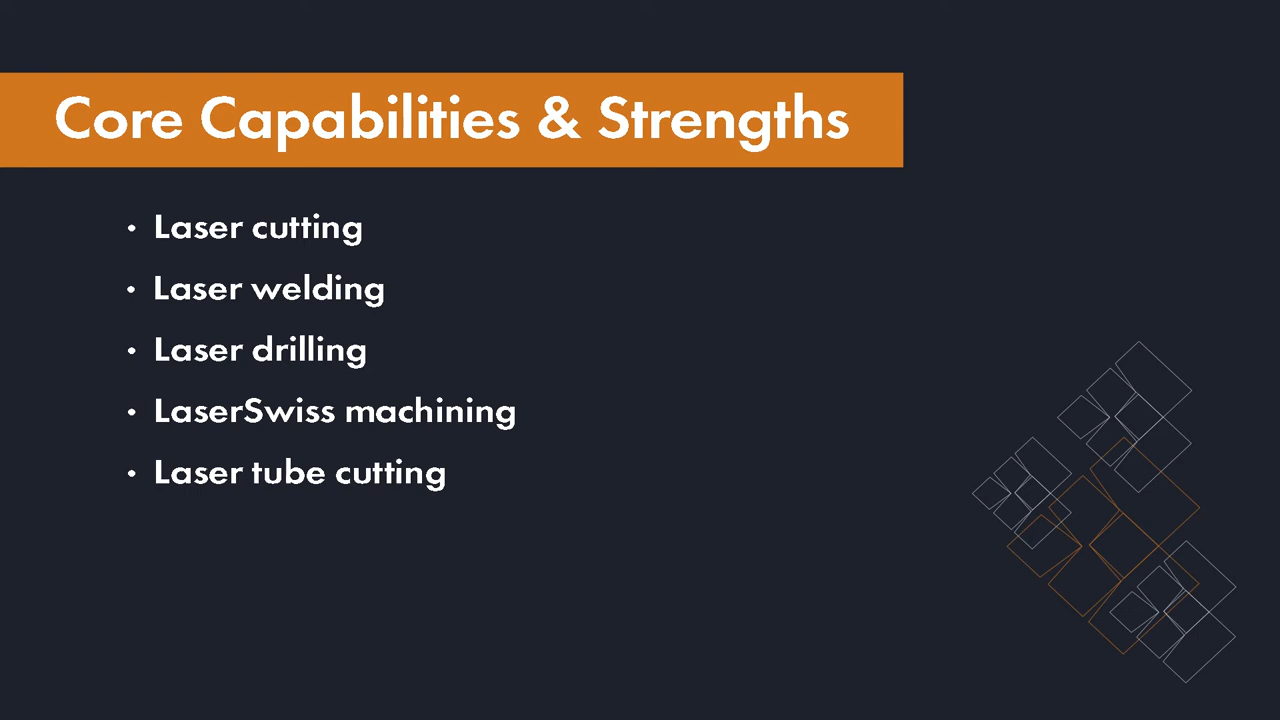 Core Capabilities & Strengths
• Laser cutting
• Laser welding
• Laser drilling
• LaserSwiss machining
• Laser tube cutting